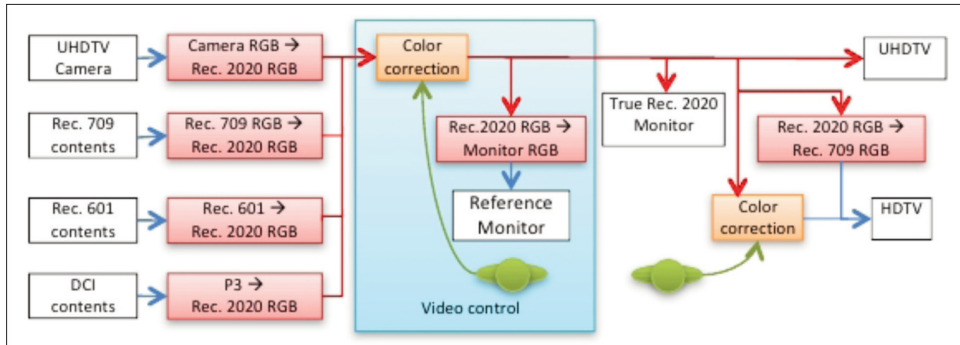 UHDTV
Camera
Camera RGB →
Rec. 2020 RGB
Rec. 709
contents
Rec. 709 RGB →
Rec. 2020 RGB
Rec. 601
contents
Rec. 601 →
Rec. 2020 RGB
DCI
contents
P3 →
Rec. 2020 RGB
Color
correction
Rec.2020 RGB →
Monitor RGB
Reference
Monitor
Video control
True Rec. 2020
Monitor
UHDTV
Rec. 2020 RGB →
Rec. 709 RGB
Color
correction
HDTV